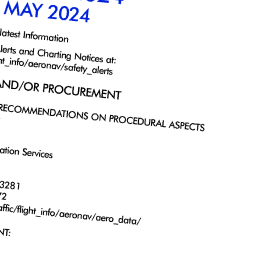 MAY 2024
latest Information
lerts and Charting Notices at:
ht_info/aeronav/safety_alerts
AND/OR PROCUREMENT
RECOMMENDATIONS ON PROCEDURAL ASPECTS
ation Services
3281
72
affic/flight_info/aeronav/aero_data/
NT: